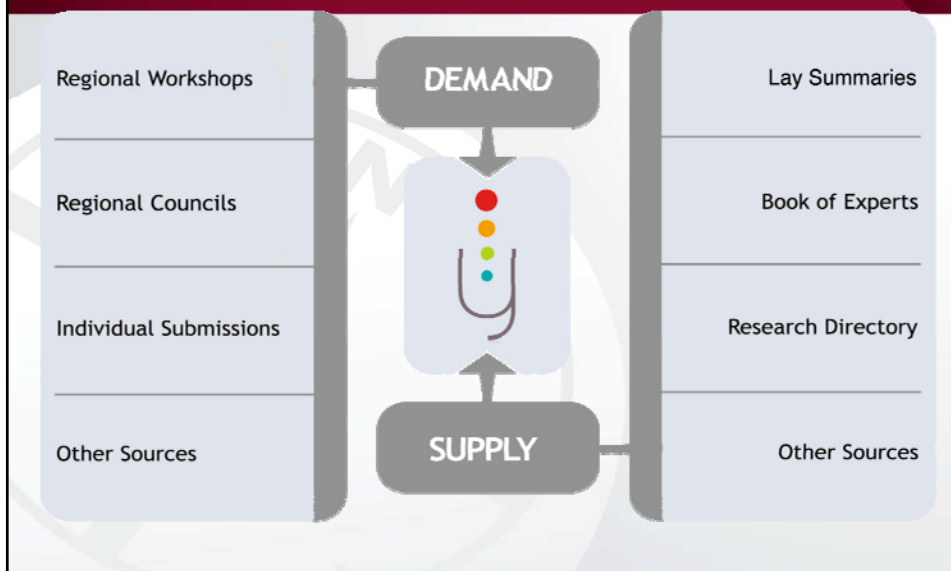 Regional Workshops
Regional Councils
Individual Submissions
Other Sources
DEMAND
y
SUPPLY
Lay Summaries
Book of Experts
Research Directory
Other Sources